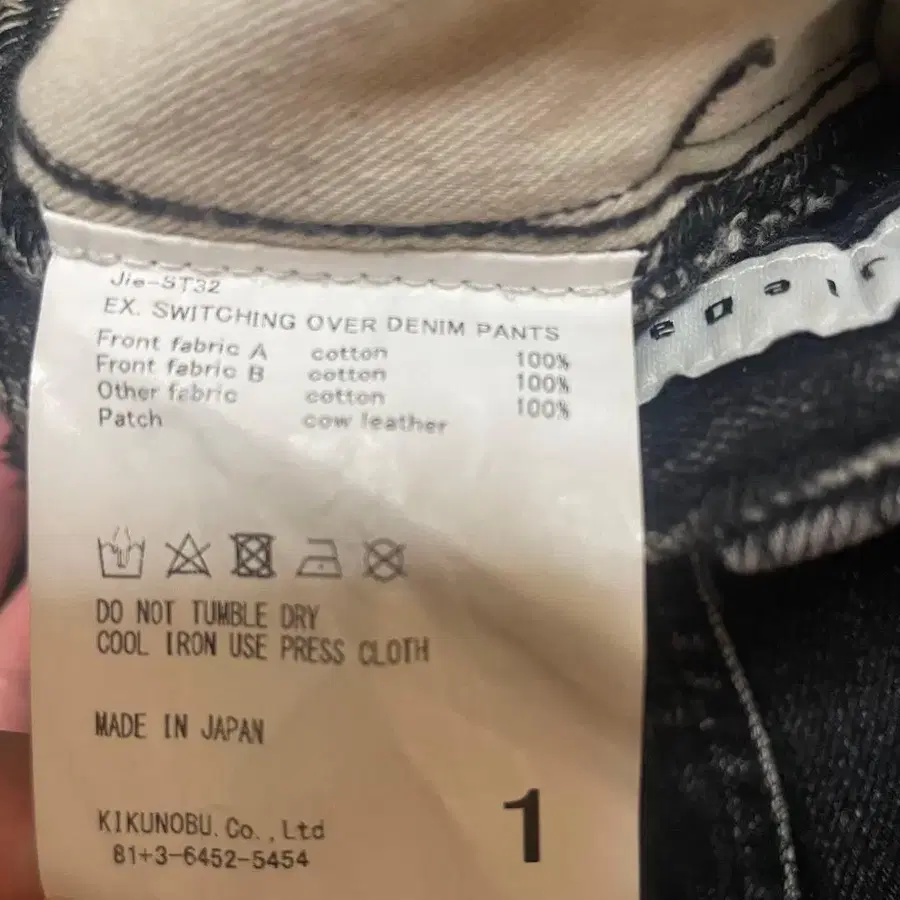 Jie-ST32
EX. SWITCHING OVER DENIM PANTS
Front fabric A cotton 100%
Front fabric B cotton 100%
Other fabric cotton 100%
Patch cow leather
DO NOT TUMBLE DRY
COOL IRON USE PRESS CLOTH
MADE IN JAPAN
KIKUNOBU.Co.,Ltd
81+3-6452-5454
1